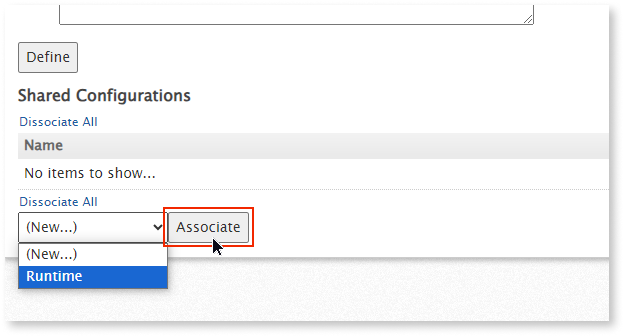 Define
Shared Configurations
Dissociate All
Name
No items to show...
Dissociate All
(New...) Associate
(New...)
Runtime